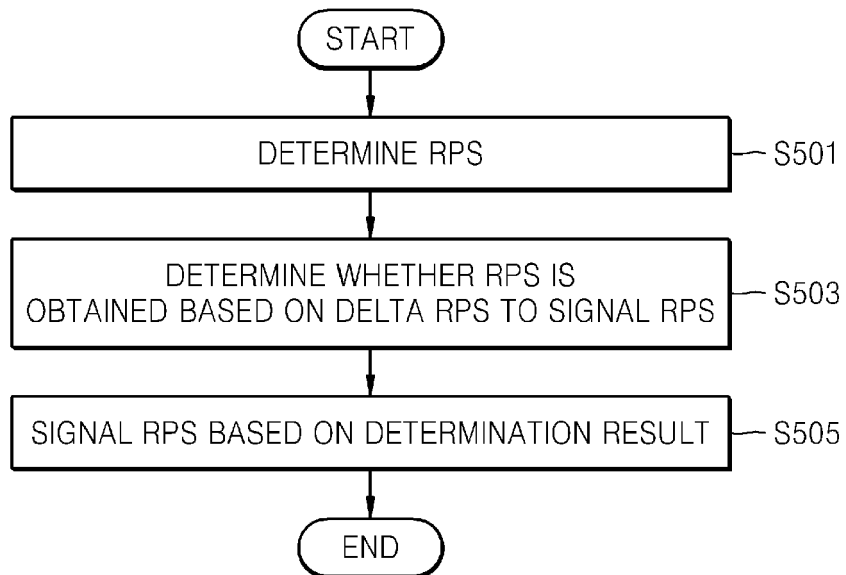 START
DETERMINE RPS
S501
DETERMINE WHETHER RPS IS
OBTAINED BASED ON DELTA RPS TO SIGNAL RPS
S503
SIGNAL RPS BASED ON DETERMINATION RESULT
S505
END